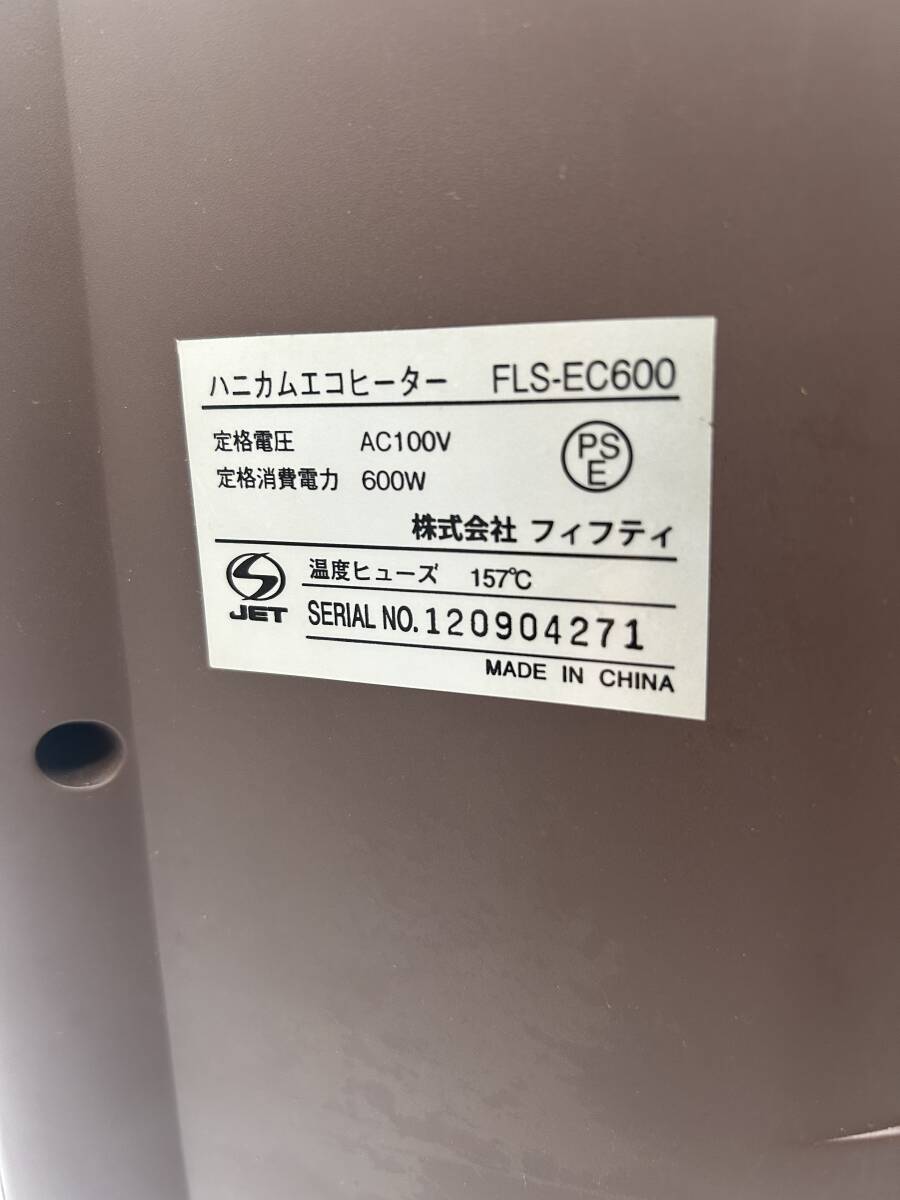 ハニカムエコヒーター FLS-EC600
定格電圧 AC100V
定格消費電力 600W
PS
E
株式会社 フィフティ
JET
温度ヒューズ 157℃
SERIAL NO. 120904271
MADE IN CHINA